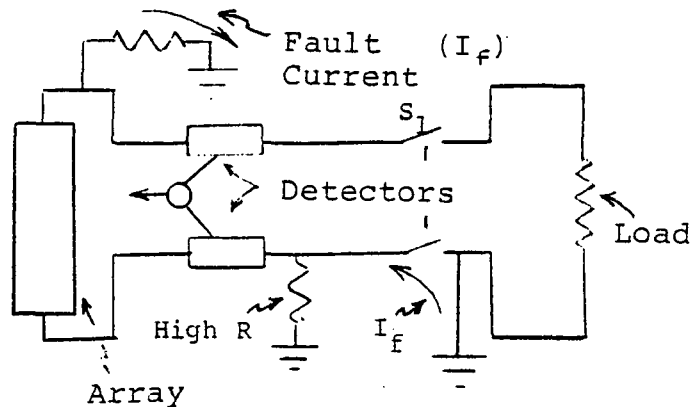 Fault (I_f)
Current
S_1
Detectors
Load
High R
I_f
Array